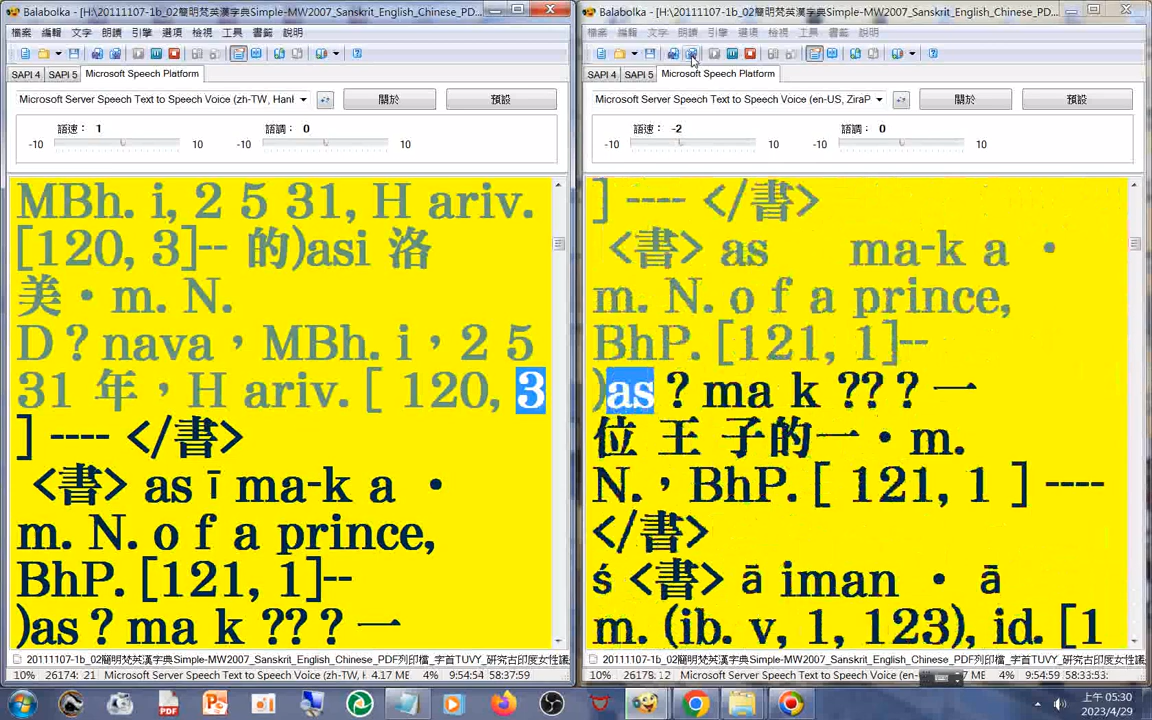 Balabolka - [H:\20111107-1b_02簡明梵英漢字典Simple-MW2007_Sanskrit_English_Chinese_PD...
檔案 編輯 文字 朗讀 引擎 選項 檢視 工具 書籤 說明
SAPI 4 SAPI 5 Microsoft Speech Platform
Microsoft Server Speech Text to Speech Voice (zh-TW, HanH
關於 預設
語速： 1 語調： 0
-10 10 -10 10
MBh. i, 2 5 31, H ariv.
[120, 3]-- 的)asi 洛
美•m. N.
D？nava，MBh. i，2 5
31 年，H ariv. [ 120, 3
] ---- </書>
<書> as ī ma-k a •
m. N. o f a prince,
BhP. [121, 1]--
)as？ma k ??？一
20111107-1b_02簡明梵英漢字典Simple-MW2007_Sanskrit_English_Chinese_PDF列印檔_字首TUVY_研究古印度女性議
26174: 21 Microsoft Server Speech Text to Speech Voice (zh-TW, H 4.17 MB 4% 9:54:54 58:37:59
Balabolka - [H:\20111107-1b_02簡明梵英漢字典Simple-MW2007_Sanskrit_English_Chinese_PD...
檔案 編輯 文字 朗讀 引擎 選項 檢視 工具 書籤 說明
SAPI 4 SAPI 5 Microsoft Speech Platform
Microsoft Server Speech Text to Speech Voice (en-US, ZiraP
關於 預設
語速： -2 語調： 0
-10 10 -10 10
] ---- </書>
<書> as ma-k a •
m. N. o f a prince,
BhP. [121, 1]--
)as？ma k ??？一
位 王 子的一•m.
N.，BhP. [ 121, 1 ] ----
</書>
ś <書> ā iman • ā
m. (ib. v, 1, 123), id. [1
20111107-1b_02簡明梵英漢字典Simple-MW2007_Sanskrit_English_Chinese_PDF列印檔_字首TUVY_研究古印度女性議
26178: 12 Microsoft Server Speech Text to Speech Voice 4.17 MB 4% 9:54:59 58:33:53
上午 05:30
2023/4/29